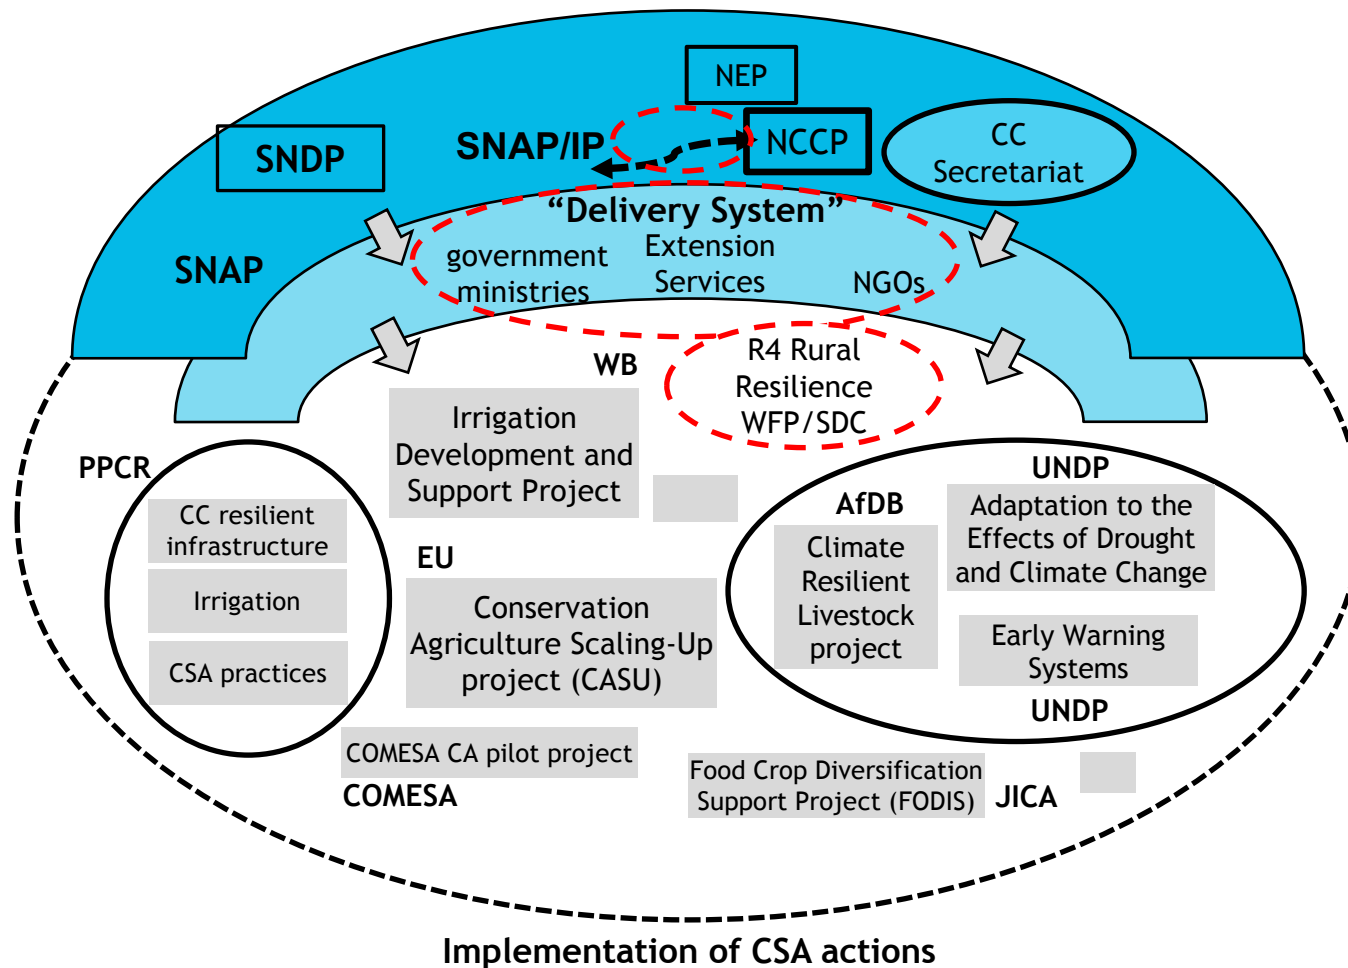 NEP
SNDP
SNAP/IP
NCCP
CC
Secretariat
SNAP
“Delivery System”
government
ministries
Extension
Services
NGOs
WB
R4 Rural
Resilience
WFP/SDC
Irrigation
Development and
Support Project
PPCR
CC resilient
infrastructure
Irrigation
CSA practices
EU
Conservation
Agriculture Scaling-Up
project (CASU)
UNDP
AfDB
Adaptation to the
Effects of Drought
and Climate Change
Climate
Resilient
Livestock
project
Early Warning
Systems
UNDP
COMESA CA pilot project
COMESA
Food Crop Diversification
Support Project (FODIS)
JICA
Implementation of CSA actions